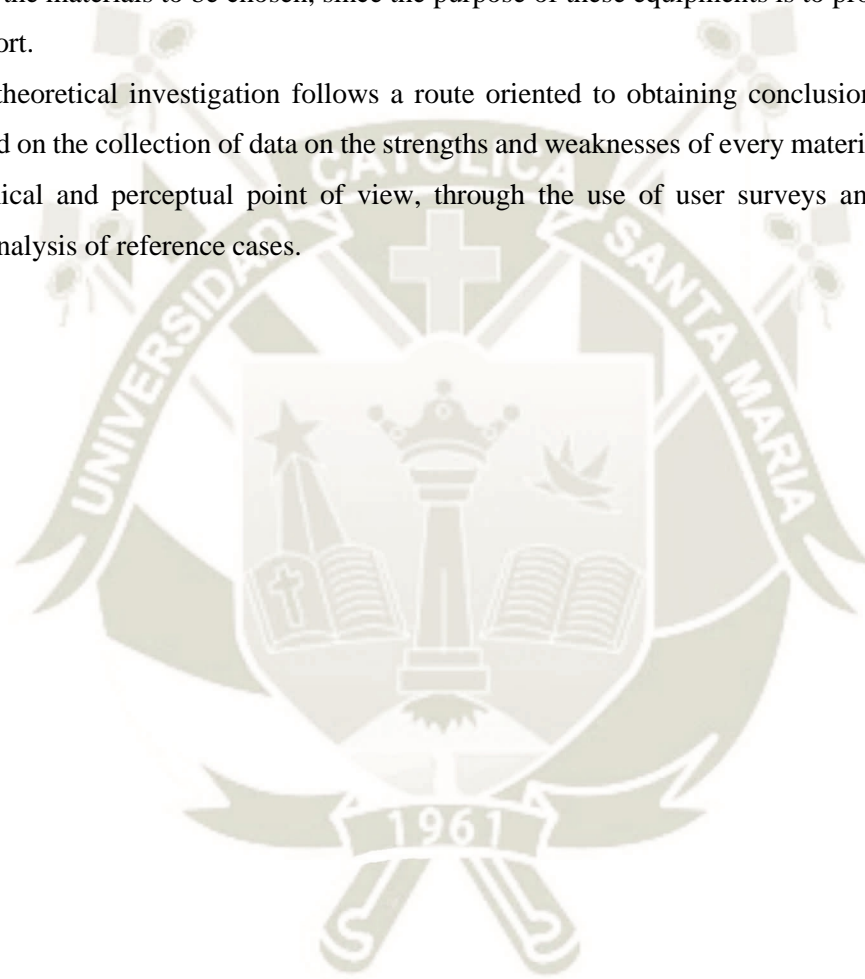 the materials to be chosen, since the purpose of these equipments is to pro
ort.
theoretical investigation follows a route oriented to obtaining conclusion
d on the collection of data on the strengths and weaknesses of every materi
ical and perceptual point of view, through the use of user surveys an
nalysis of reference cases.
CATOLICA
UNIVERSIDAD
SANTA MARIA
1961